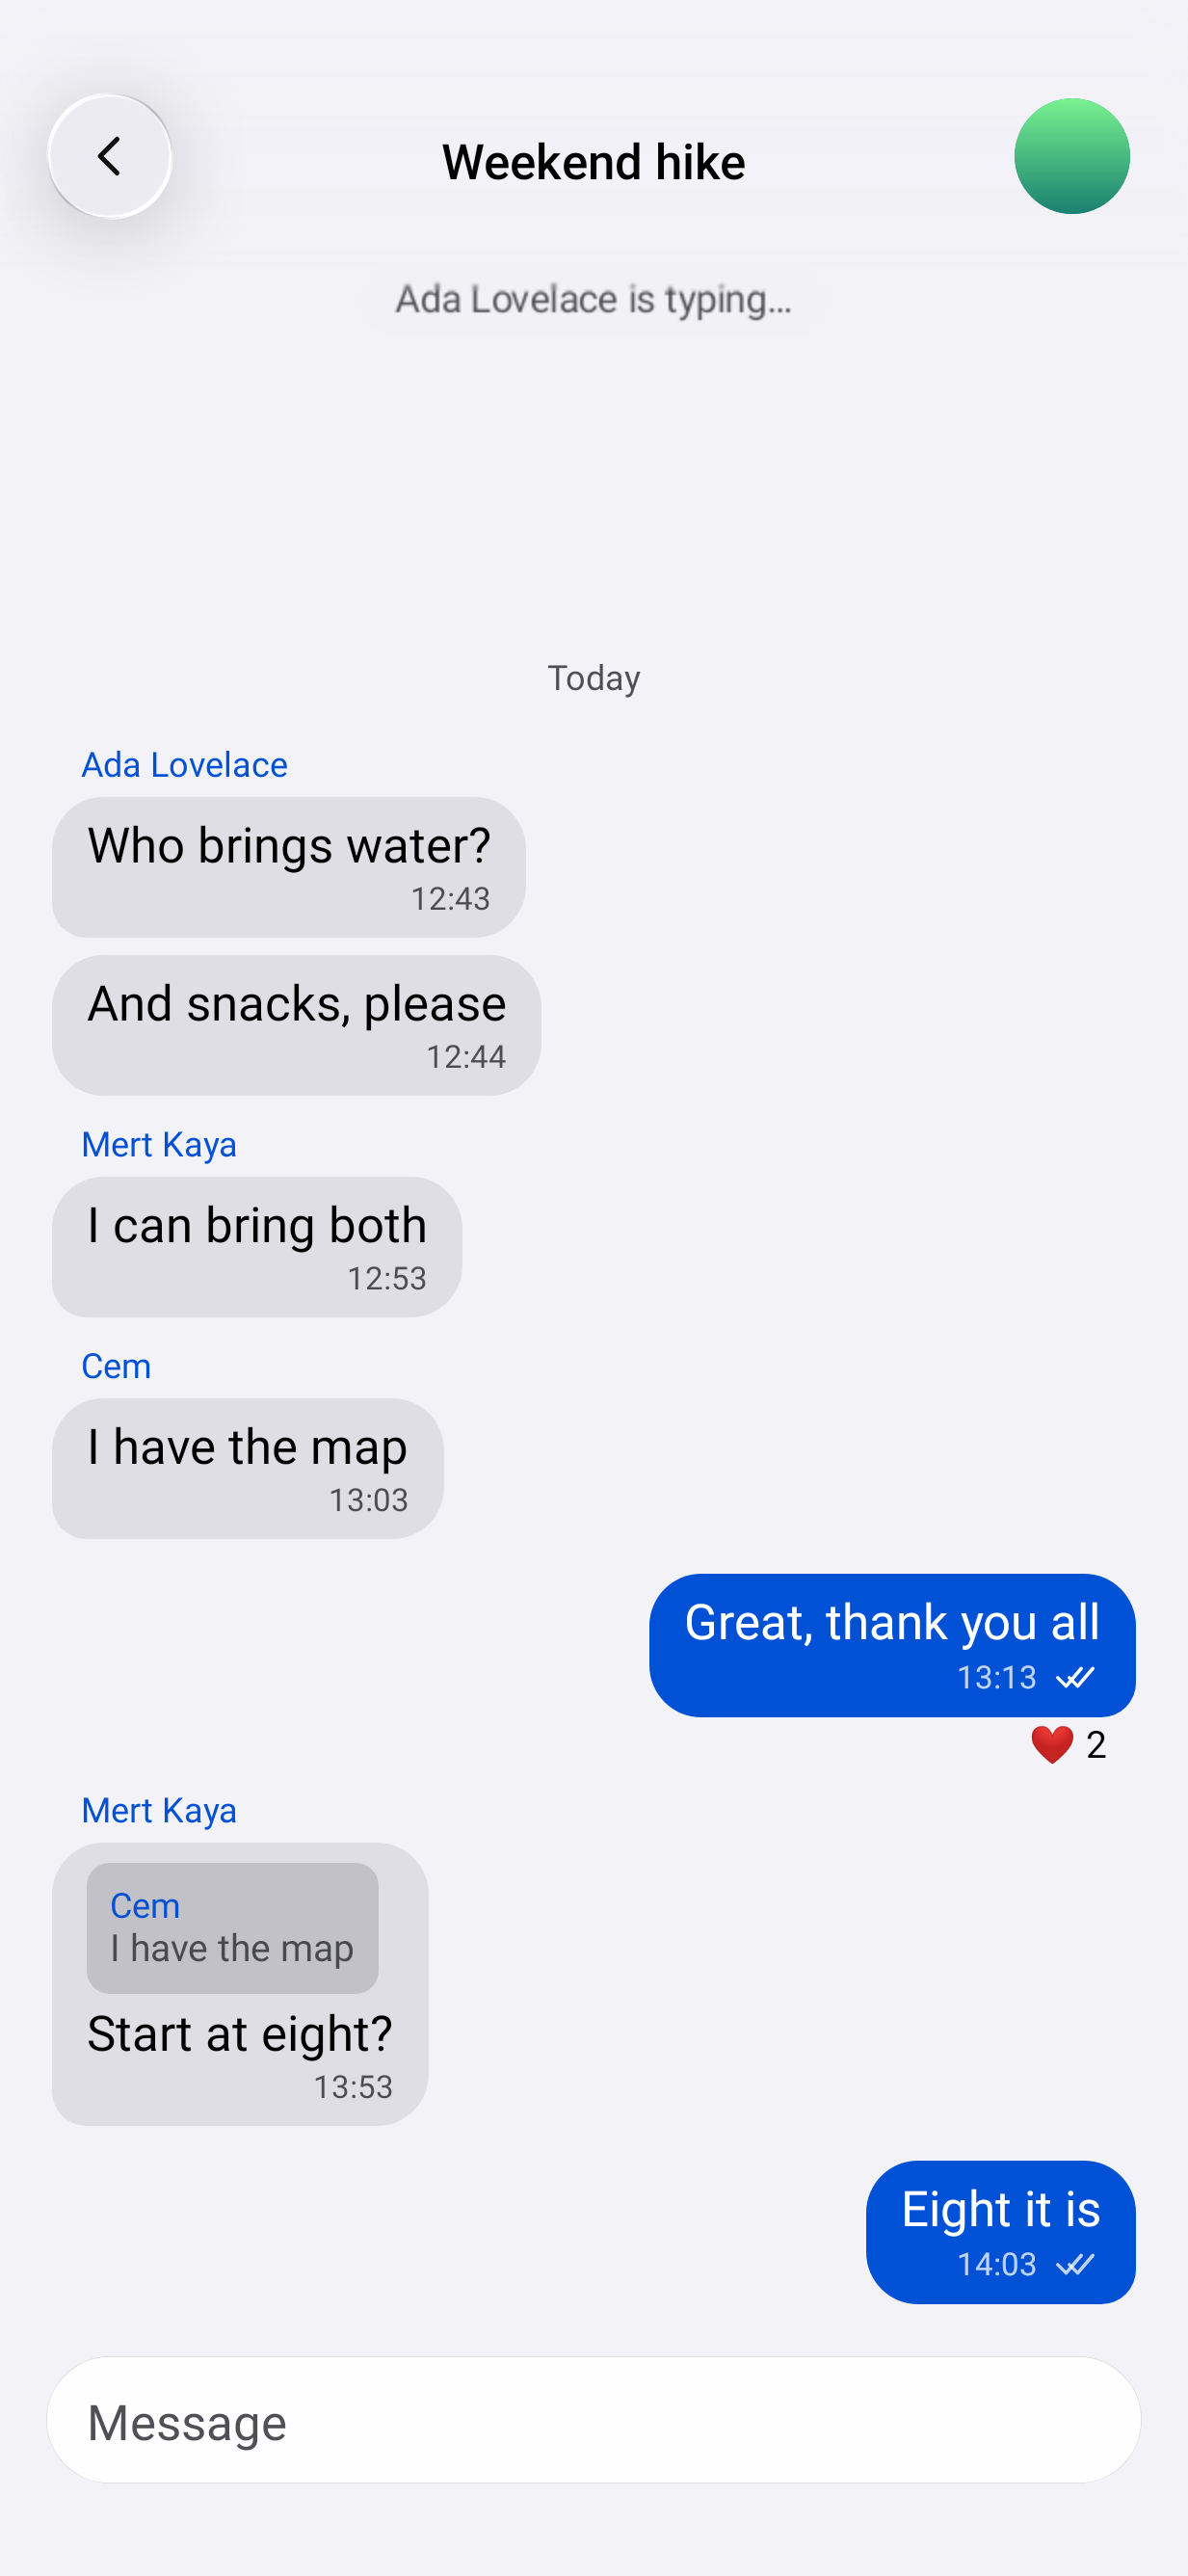 Weekend hike
Ada Lovelace is typing...
Today
Ada Lovelace
Who brings water?
12:43
And snacks, please
12:44
Mert Kaya
I can bring both
12:53
Cem
I have the map
13:03
Great, thank you all
13:13
❤️ 2
Mert Kaya
Cem
I have the map
Start at eight?
13:53
Eight it is
14:03
Message